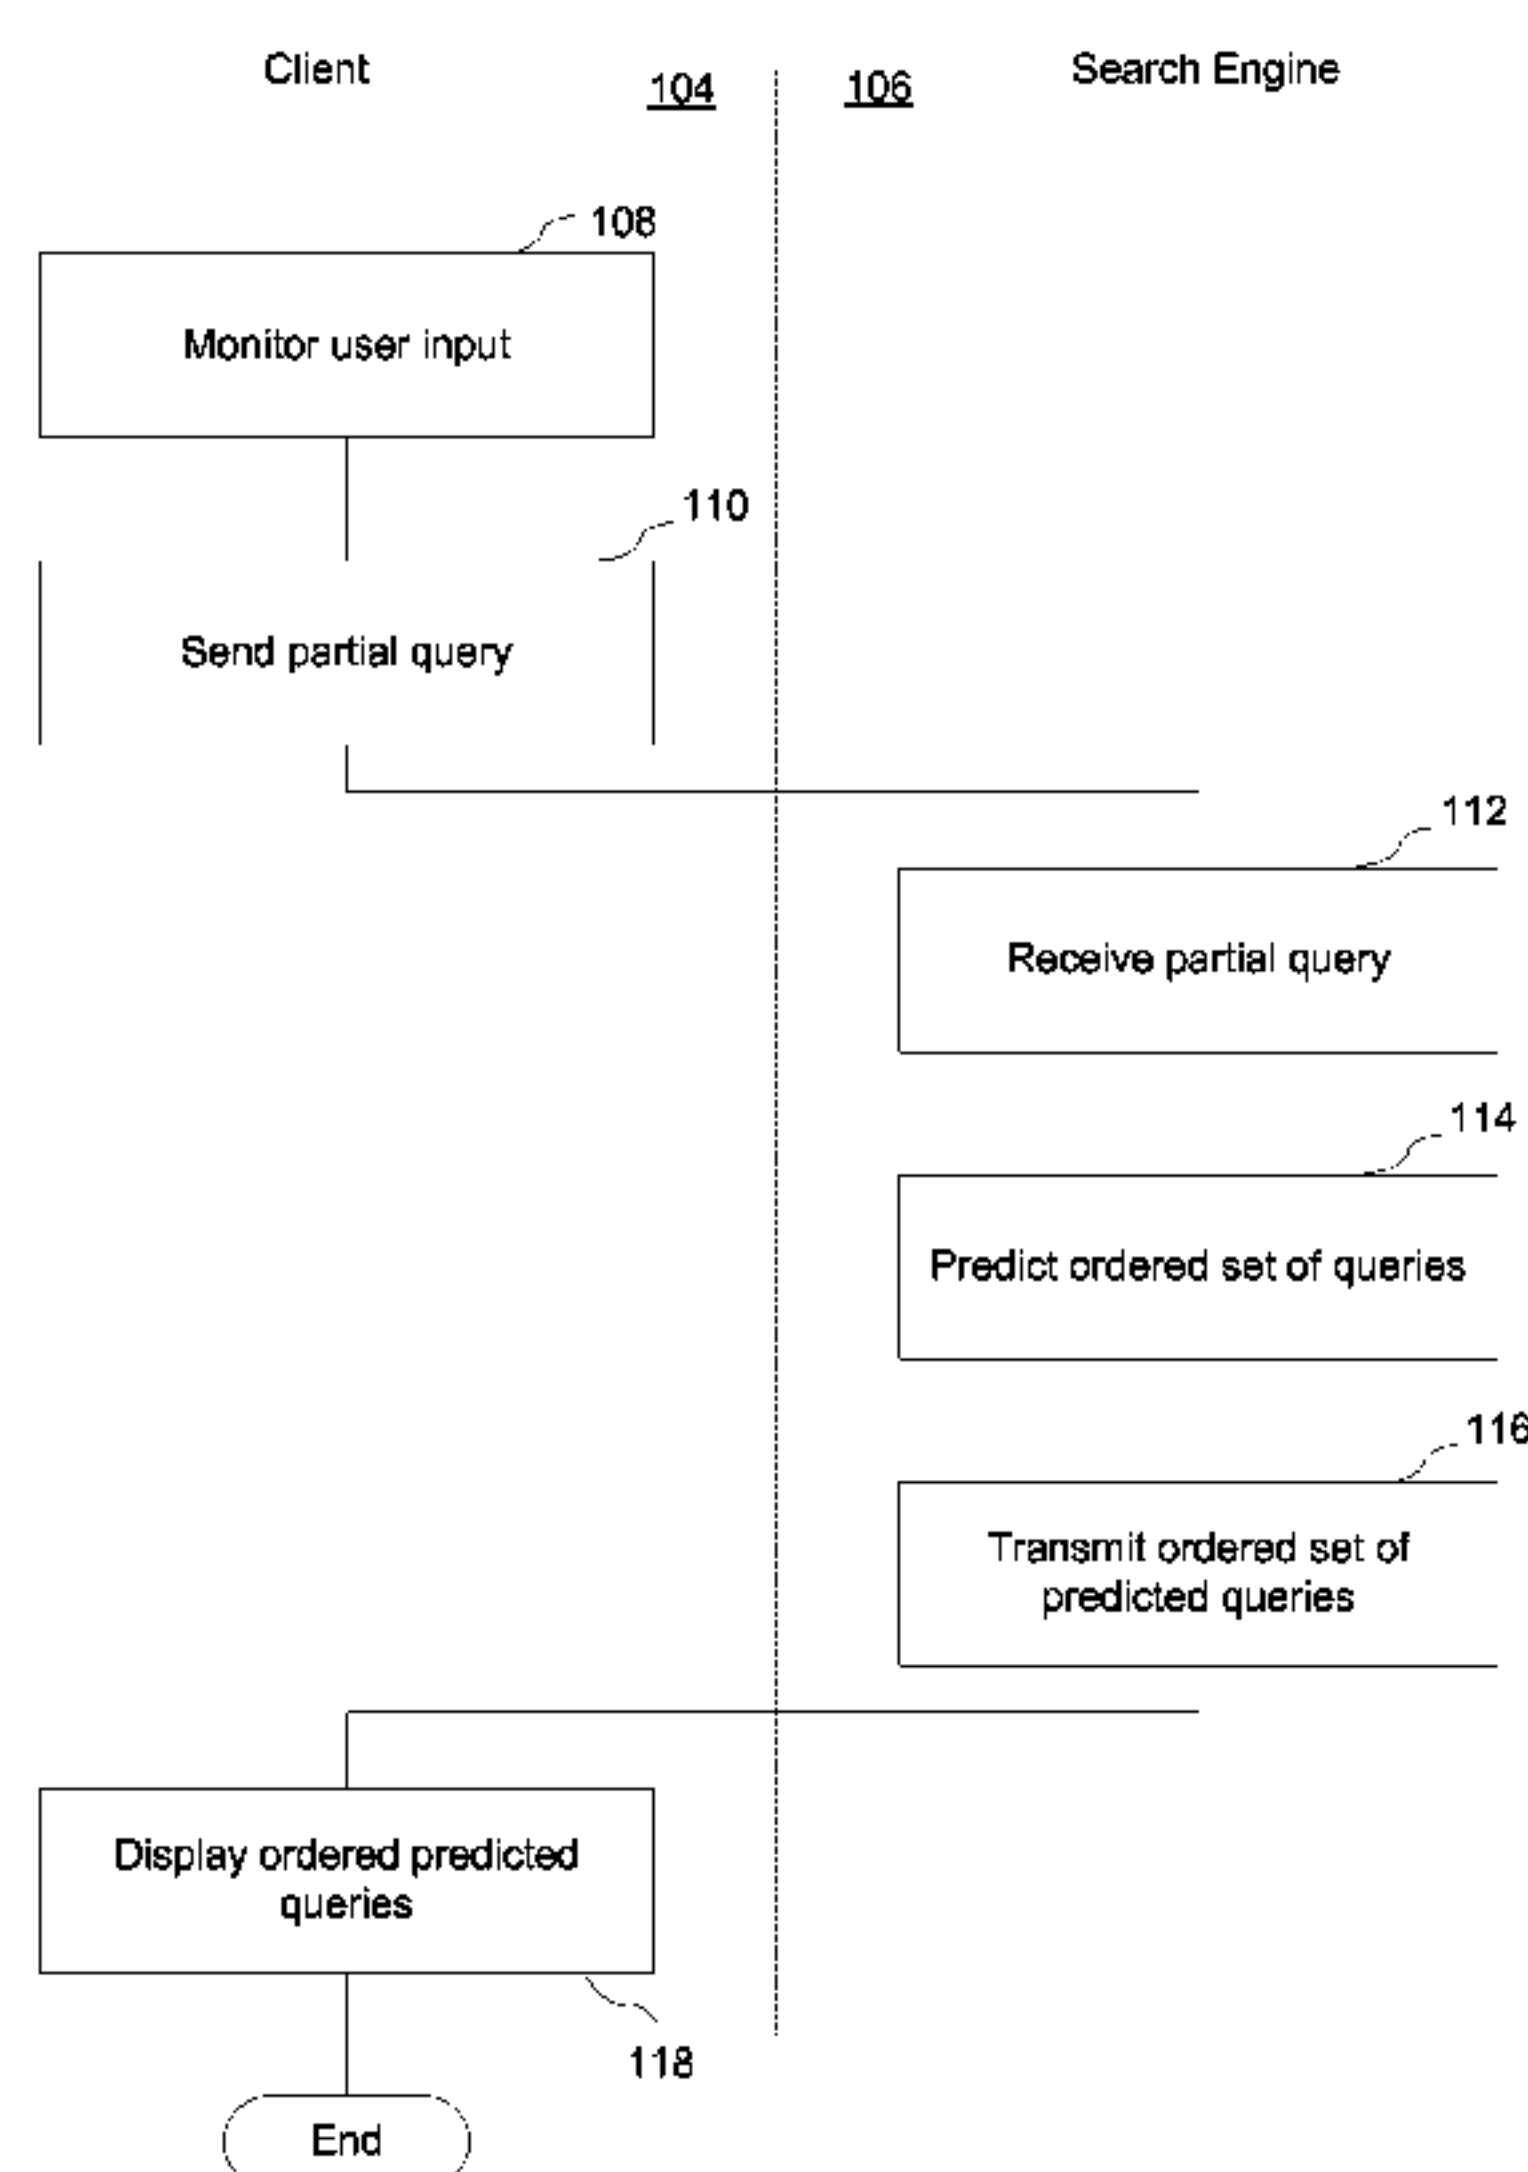 Client
104
106
Search Engine
108
Monitor user input
110
Send partial query
112
Receive partial query
114
Predict ordered set of queries
116
Transmit ordered set of
predicted queries
Display ordered predicted
queries
118
End